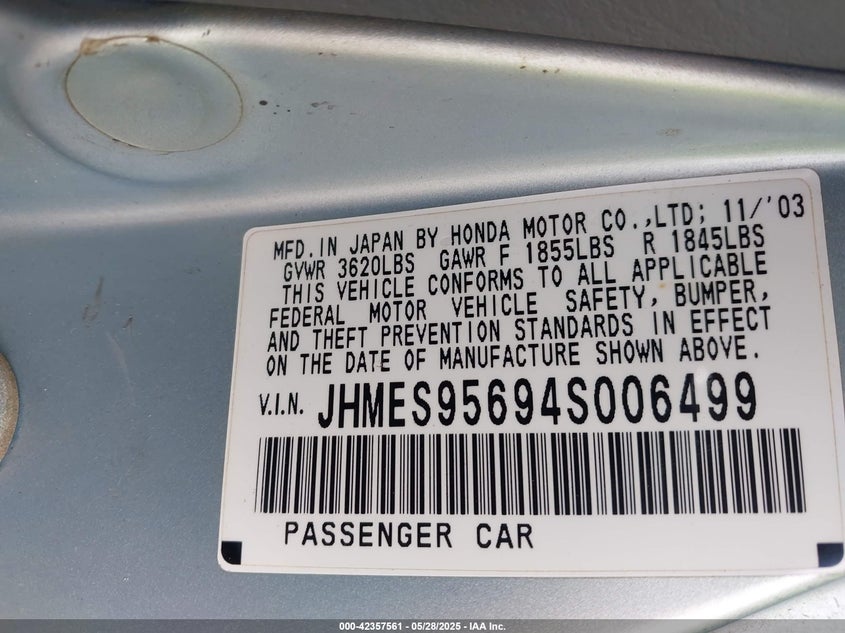 MFD. IN JAPAN BY HONDA MOTOR CO.,LTD; 11/'03
GVWR 3620LBS GAWR F 1855LBS R 1845LBS
THIS VEHICLE CONFORMS TO ALL APPLICABLE
FEDERAL MOTOR VEHICLE SAFETY, BUMPER,
AND THEFT PREVENTION STANDARDS IN EFFECT
ON THE DATE OF MANUFACTURE SHOWN ABOVE.
V.I.N. JHMES95694S006499
PASSENGER CAR
000-42357561 — 05/28/2025 — IAA Inc.